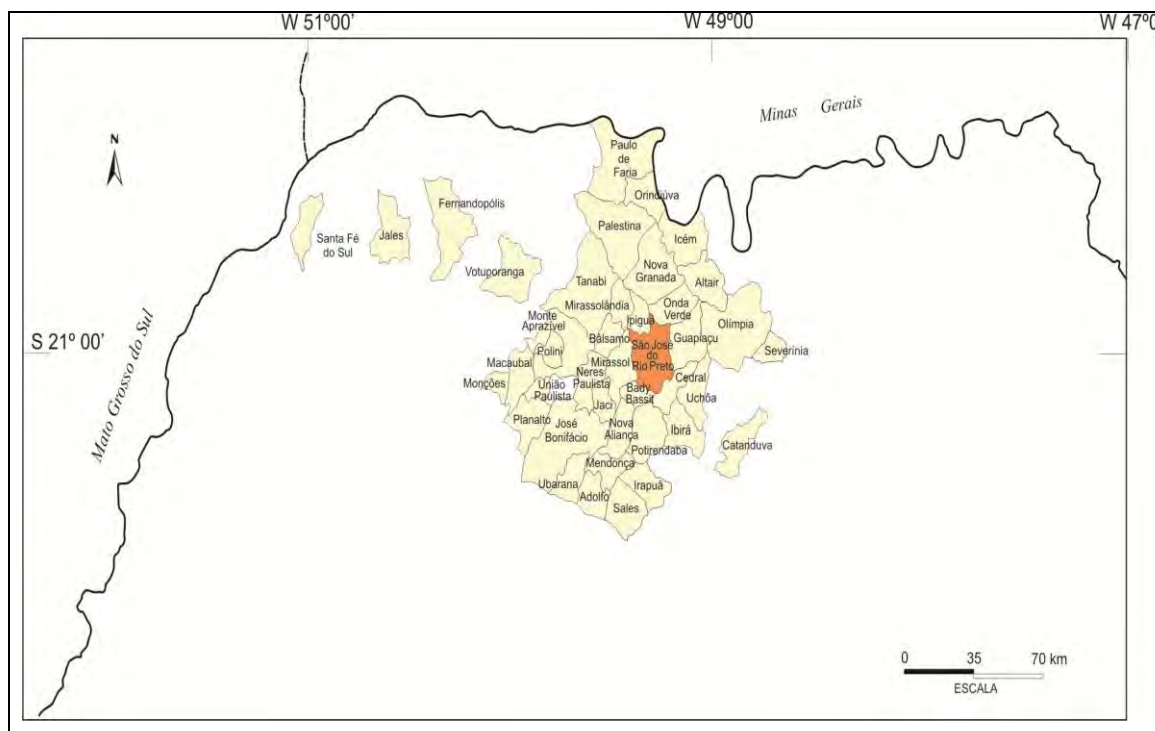 W 51º00'
W 49º00
W 47º0
Minas Gerais
N
Paulo
de
Faria
Orindiúva
Fernandopólis
Santa Fé
do Sul
Jales
Palestina
Icém
Votuporanga
Nova
Granada
Tanabi
Altair
Mirassolândia
Onda
Verde
Monte
Aprazível
Ipiguá
Olímpia
S 21º 00'
Bálsamo
São José
do
Rio Preto
Guapiaçu
Severínia
Polini
Macaubal
Mirassol
Neres
Paulista
Cedral
Monções
União
Paulista
Bady
Bassit
Uchôa
Jaci
Planalto
José
Bonifácio
Nova
Aliança
Ibirá
Catanduva
Potirendaba
Mendonça
Ubarana
Adolfo
Irapuã
Sales
Mato Grosso do Sul
0 35 70 km
ESCALA